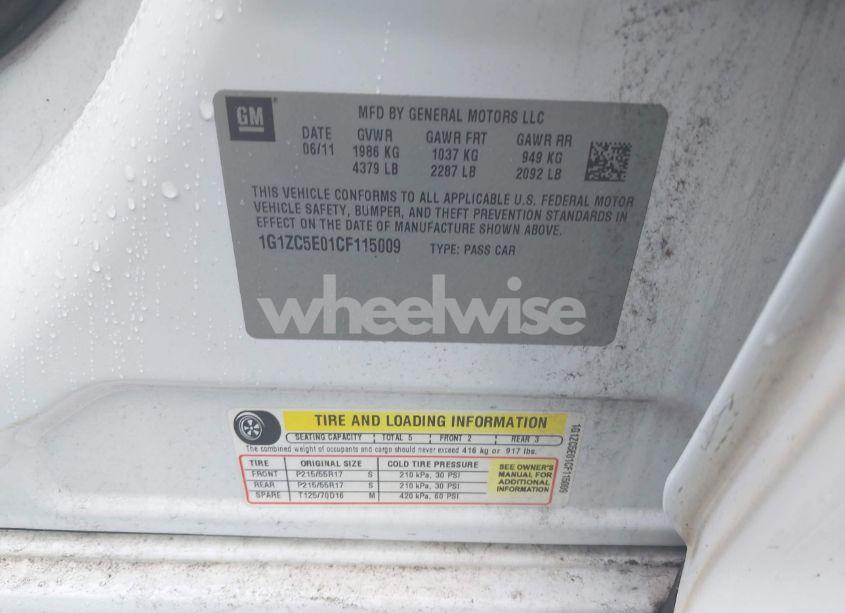 GM
MFD BY GENERAL MOTORS LLC
DATE GVWR GAWR FRT GAWR RR
06/11 1986 KG 1037 KG 949 KG
4379 LB 2287 LB 2092 LB
THIS VEHICLE CONFORMS TO ALL APPLICABLE U.S. FEDERAL MOTOR
VEHICLE SAFETY, BUMPER, AND THEFT PREVENTION STANDARDS IN
EFFECT ON THE DATE OF MANUFACTURE SHOWN ABOVE.
1G1ZC5E01CF115009 TYPE: PASS CAR
wheelwise
TIRE AND LOADING INFORMATION
SEATING CAPACITY TOTAL 5 FRONT 2 REAR 3
The combined weight of occupants and cargo should never exceed 416 kg or 917 lbs.
TIRE ORIGINAL SIZE COLD TIRE PRESSURE
FRONT P215/55R17 S 210 kPa, 30 PSI
REAR P215/55R17 S 210 kPa, 30 PSI
SPARE T125/70D16 M 420 kPa, 60 PSI
SEE OWNER'S
MANUAL FOR
ADDITIONAL
INFORMATION
1G1ZC5E01CF115009